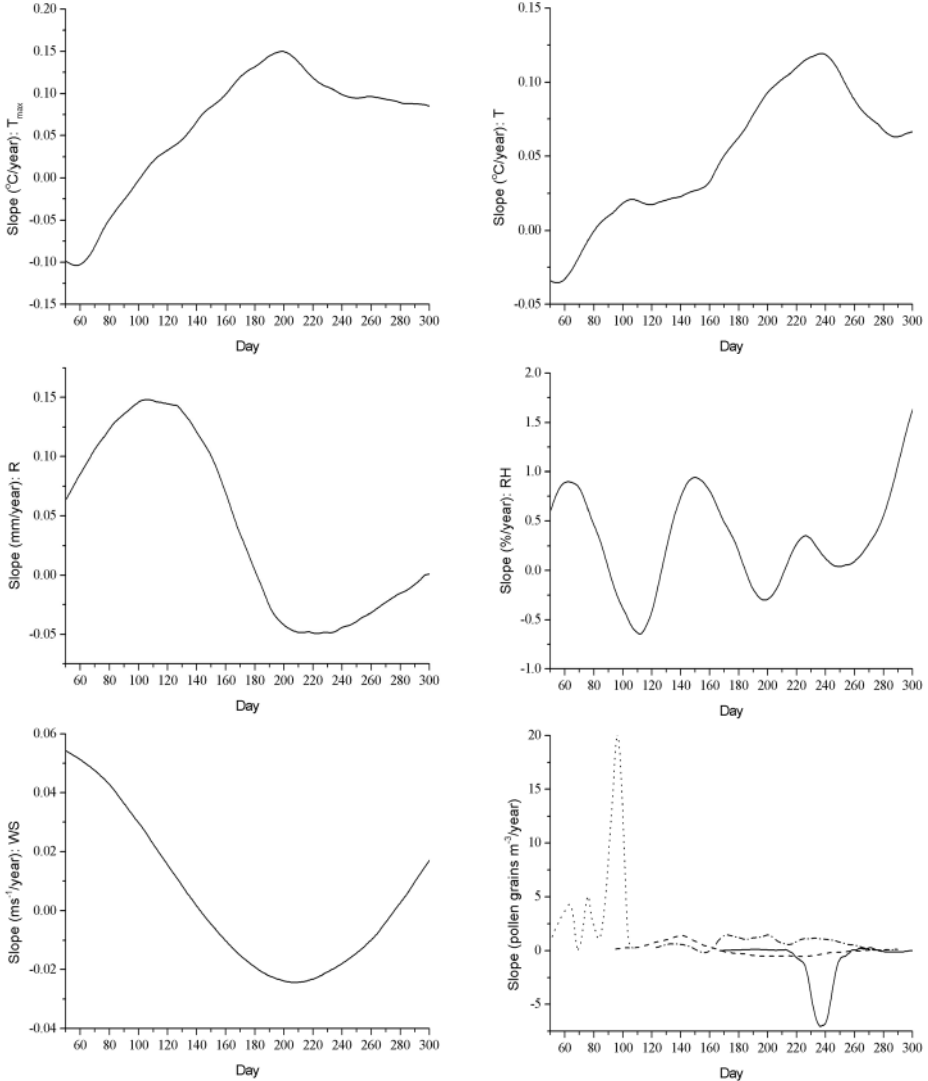 0.20
0.15
0.10
0.05
0.00
-0.05
-0.10
-0.15
Slope (°C/year): Tmax
60 80 100 120 140 160 180 200 220 240 260 280 300
Day
0.15
0.10
0.05
0.00
-0.05
Slope (°C/year): T
60 80 100 120 140 160 180 200 220 240 260 280 300
Day
0.15
0.10
0.05
0.00
-0.05
Slope (mm/year): R
60 80 100 120 140 160 180 200 220 240 260 280 300
Day
2.0
1.5
1.0
0.5
0.0
-0.5
-1.0
Slope (%/year): RH
60 80 100 120 140 160 180 200 220 240 260 280 300
Day
0.06
0.04
0.02
0.00
-0.02
-0.04
Slope (ms-1/year): WS
60 80 100 120 140 160 180 200 220 240 260 280 300
Day
20
15
10
5
0
-5
Slope (pollen grains m-3/year)
60 80 100 120 140 160 180 200 220 240 260 280 300
Day